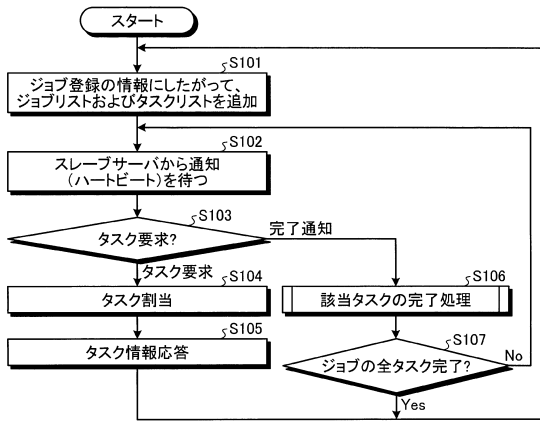 スタート
S101
ジョブ登録の情報にしたがって、
ジョブリストおよびタスクリストを追加
S102
スレーブサーバから通知
(ハートビート)を待つ
S103
タスク要求?
完了通知
タスク要求
S104
タスク割当
S106
該当タスクの完了処理
S105
タスク情報応答
S107
ジョブの全タスク完了?
No
Yes